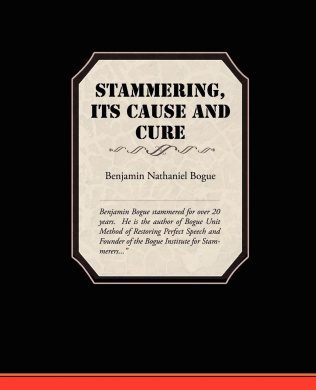 STAMMERING,
ITS CAUSE AND
CURE
Benjamin Nathaniel Bogue
Benjamin Bogue stammered for over 20
years. He is the author of Bogue Unit
Method of Restoring Perfect Speech and
Founder of the Bogue Institute for Stam-
merers..."